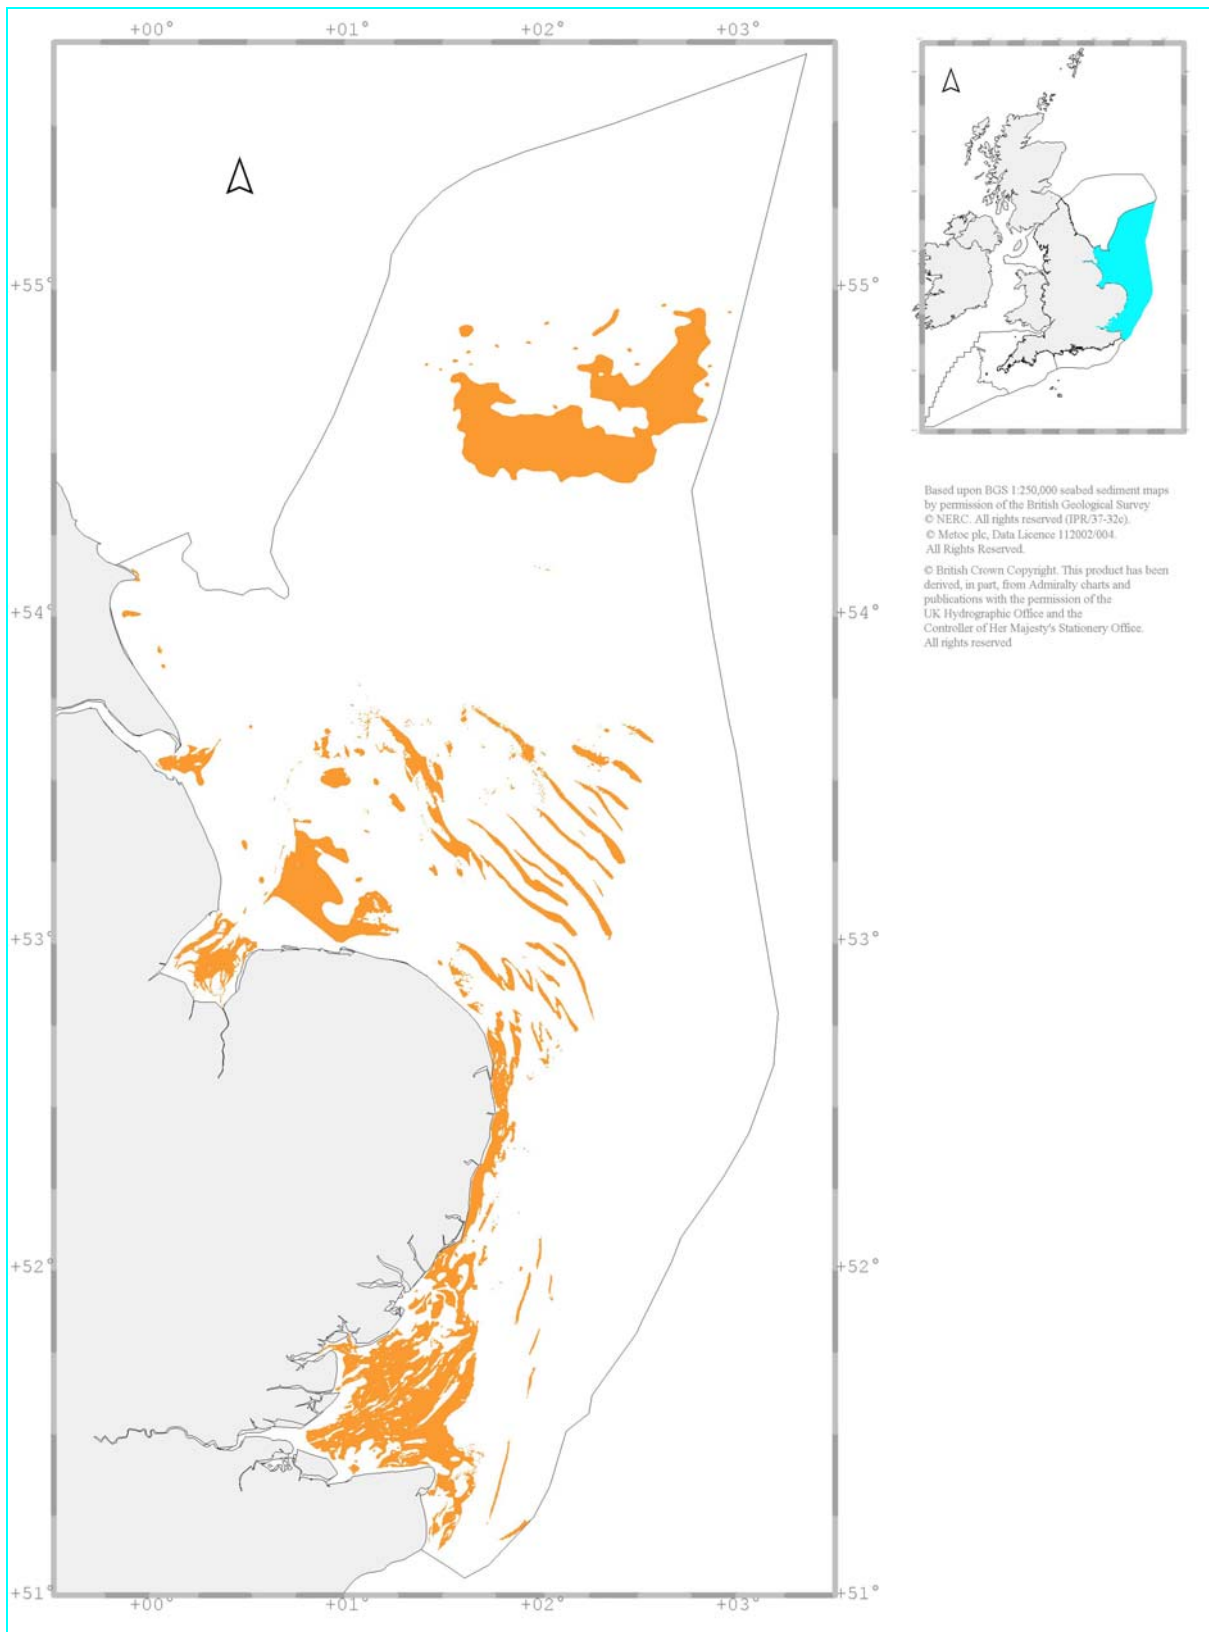 +00° +01° +02° +03°
+55° +55°
+54° +54°
+53° +53°
+52° +52°
+51° +51°
+00° +01° +02° +03°
Based upon BGS 1:250,000 seabed sediment maps
by permission of the British Geological Survey
© NERC. All rights reserved (IPR/37-32c).
© Metoc plc, Data Licence 112002/004.
All Rights Reserved.
© British Crown Copyright. This product has been
derived, in part, from Admiralty charts and
publications with the permission of the
UK Hydrographic Office and the
Controller of Her Majesty's Stationery Office.
All rights reserved